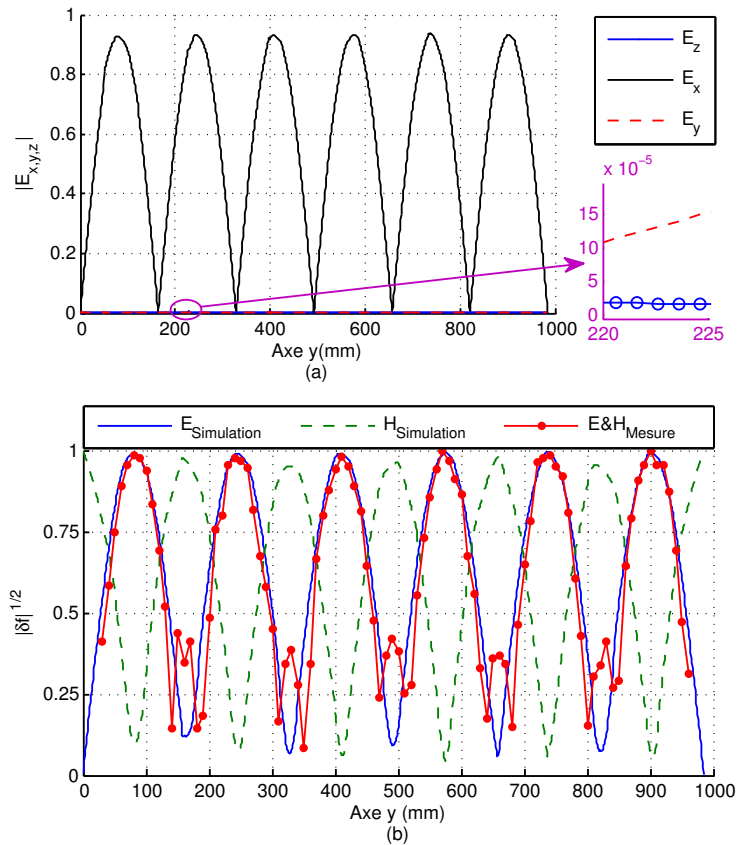 1
0.8
0.6
0.4
0.2
0
|E_x,y,z|
0 200 400 600 800 1000
Axe y(mm)
(a)
E_z
E_x
E_y
x 10^-5
15
10
5
0
220 225
E_Simulation H_Simulation E&H_Mesure
1
0.75
0.5
0.25
0
|δf|^1/2
0 100 200 300 400 500 600 700 800 900 1000
Axe y (mm)
(b)